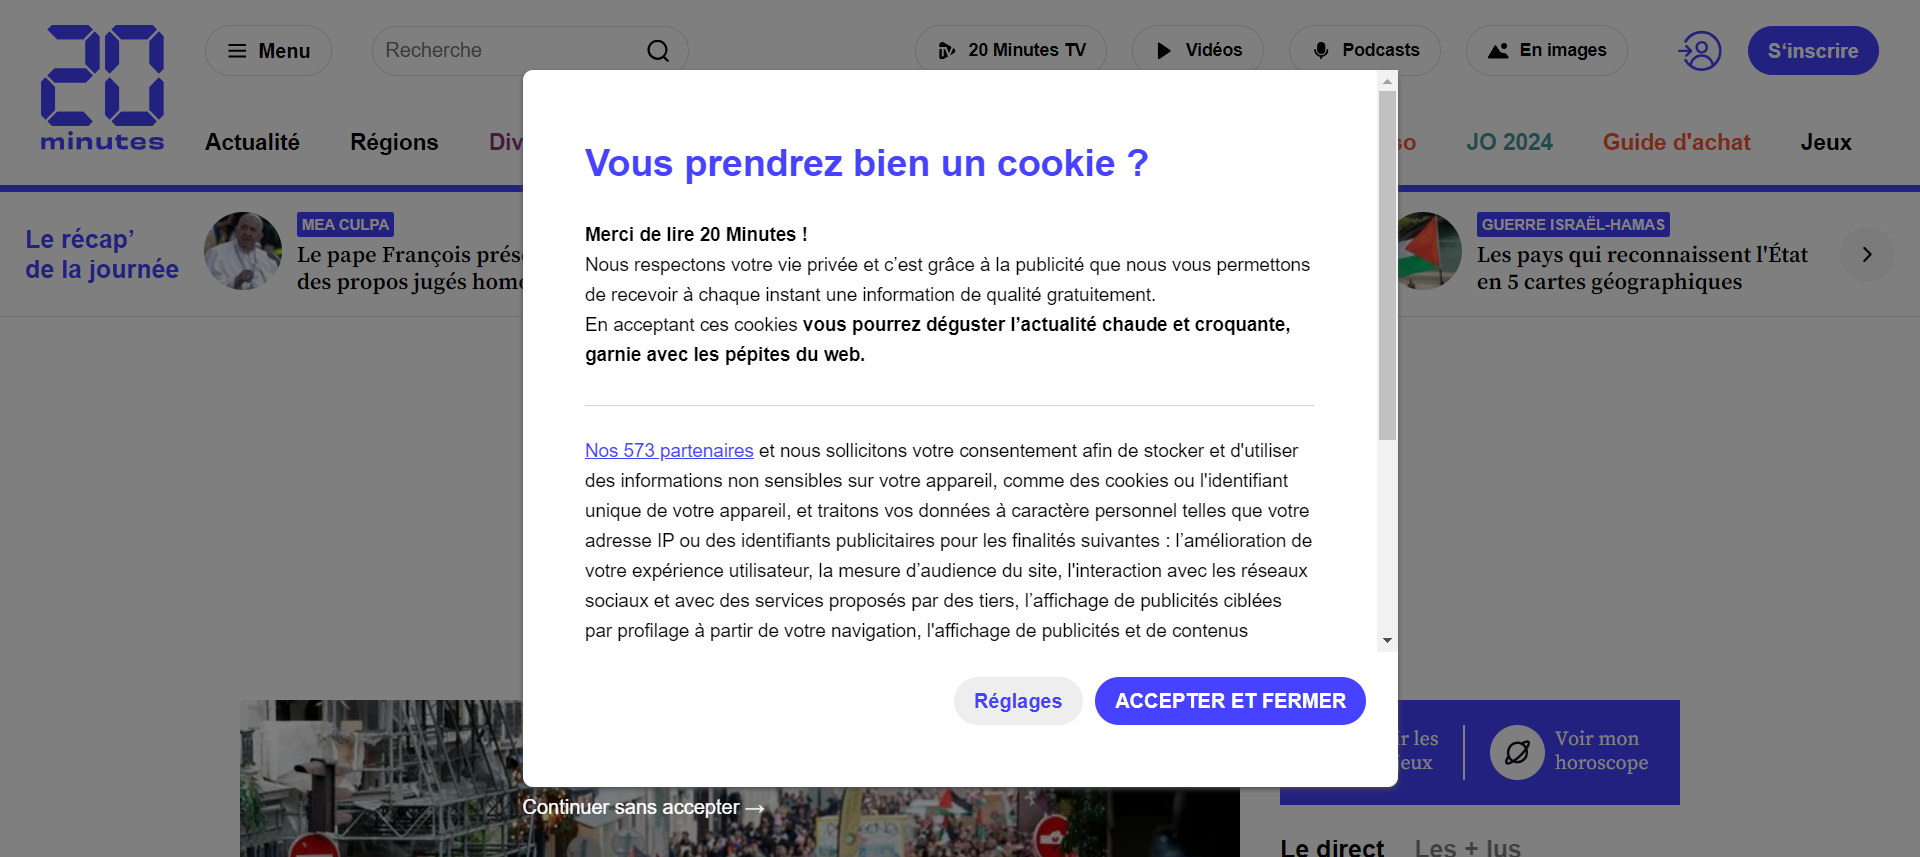 20 minutes
Menu
Recherche
20 Minutes TV
Vidéos
Podcasts
En images
S‘inscrire
Actualité
Régions
JO 2024
Guide d'achat
Jeux
Le récap’
de la journée
MEA CULPA
Le pape François
des propos jugés
GUERRE ISRAËL-HAMAS
Les pays qui reconnaissent l'État
en 5 cartes géographiques
Vous prendrez bien un cookie ?
Merci de lire 20 Minutes !
Nous respectons votre vie privée et c’est grâce à la publicité que nous vous permettons
de recevoir à chaque instant une information de qualité gratuitement.
En acceptant ces cookies vous pourrez déguster l’actualité chaude et croquante,
garnie avec les pépites du web.
Nos 573 partenaires et nous sollicitons votre consentement afin de stocker et d'utiliser
des informations non sensibles sur votre appareil, comme des cookies ou l'identifiant
unique de votre appareil, et traitons vos données à caractère personnel telles que votre
adresse IP ou des identifiants publicitaires pour les finalités suivantes : l’amélioration de
votre expérience utilisateur, la mesure d’audience du site, l'interaction avec les réseaux
sociaux et avec des services proposés par des tiers, l’affichage de publicités ciblées
par profilage à partir de votre navigation, l'affichage de publicités et de contenus
Réglages
ACCEPTER ET FERMER
Continuer sans accepter →
les
Voir mon
horoscope
Le direct
Les + lus